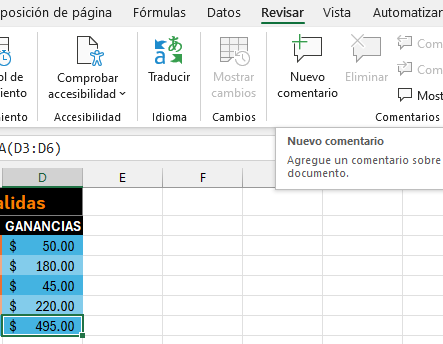 posición de página Fórmulas Datos Revisar Vista Automatizar
ol de Comprobar Traducir Mostrar Nuevo Eliminar Com
iento accesibilidad cambios comentario Com
Most
iento Accesibilidad Idioma Cambios Comentarios
A(D3:D6)
Nuevo comentario
Agregue un comentario sobre
documento.
D E F
alidas
GANANCIAS
$ 50.00
$ 180.00
$ 45.00
$ 220.00
$ 495.00